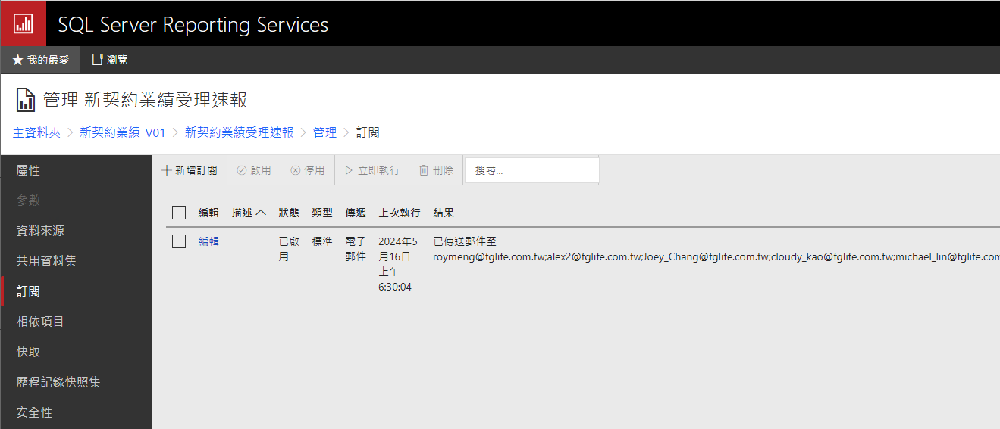 SQL Server Reporting Services
我的最愛 瀏覽
管理 新契約業績受理速報
主資料夾 > 新契約業績_V01 > 新契約業績受理速報 > 管理 > 訂閱
屬性
參數
資料來源
共用資料集
訂閱
相依項目
快取
歷程記錄快照集
安全性
新增訂閱 啟用 停用 立即執行 刪除 搜尋...
編輯 描述 狀態 類型 傳遞 上次執行 結果
編輯
已啟
用
標準
電子
郵件
2024年5
月16日
上午
6:30:04
已傳送郵件至
roymeng@fglife.com.tw;alex2@fglife.com.tw;Joey_Chang@fglife.com.tw;cloudy_kao@fglife.com.tw;michael_lin@fglife.com